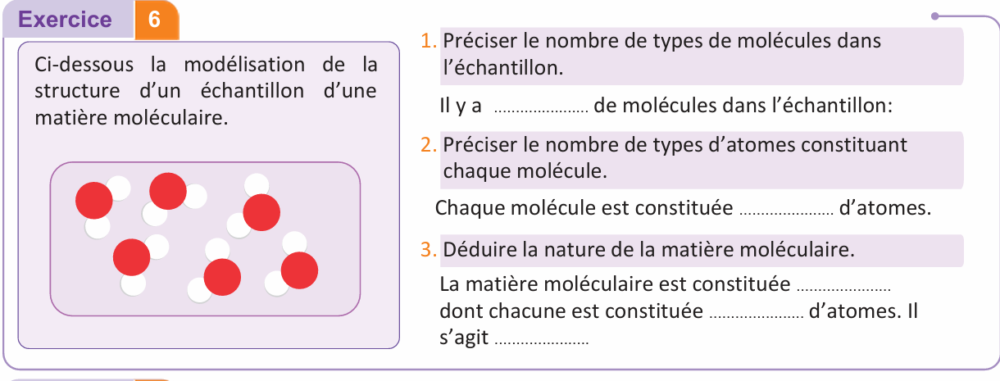 Exercice 6
Ci-dessous la modélisation de la
structure d’un échantillon d’une
matière moléculaire.
1. Préciser le nombre de types de molécules dans
l’échantillon.
Il y a ...................... de molécules dans l’échantillon:
2. Préciser le nombre de types d’atomes constituant
chaque molécule.
Chaque molécule est constituée ...................... d’atomes.
3. Déduire la nature de la matière moléculaire.
La matière moléculaire est constituée ......................
dont chacune est constituée ...................... d’atomes. Il
s’agit ......................